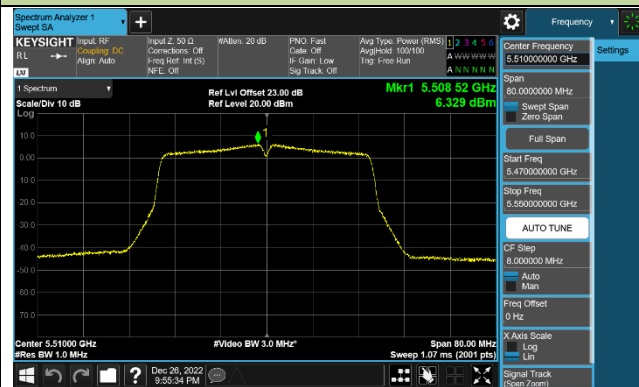 Spectrum Analyzer 1
Swept SA
Frequency
KEYSIGHT
RL
LXI
Input: RF
Coupling: DC
Align: Auto
Input Z: 50 Ω
Corrections: Off
Freq Ref: Int (S)
NFE: Off
#Atten: 20 dB
PNO: Fast
Gate: Off
IF Gain: Low
Sig Track: Off
Avg Type: Power (RMS)
Avg|Hold: 100/100
Trig: Free Run
1 2 3 4 5 6
A W W W W W
A N N N N N
1 Spectrum
Scale/Div 10 dB
Log
Ref Lvl Offset 23.00 dB
Ref Level 20.00 dBm
Mkr1 5.508 52 GHz
6.329 dBm
1
10.0
0.00
-10.0
-20.0
-30.0
-40.0
-50.0
-60.0
-70.0
Center 5.51000 GHz
#Res BW 1.0 MHz
#Video BW 3.0 MHz*
Span 80.00 MHz
Sweep 1.07 ms (2001 pts)
Dec 26, 2022
9:55:34 PM
Center Frequency
5.510000000 GHz
Settings
Span
80.0000000 MHz
Swept Span
Zero Span
Full Span
Start Freq
5.470000000 GHz
Stop Freq
5.550000000 GHz
AUTO TUNE
CF Step
8.000000 MHz
Auto
Man
Freq Offset
0 Hz
X Axis Scale
Log
Lin
Signal Track
(Span Zoom)